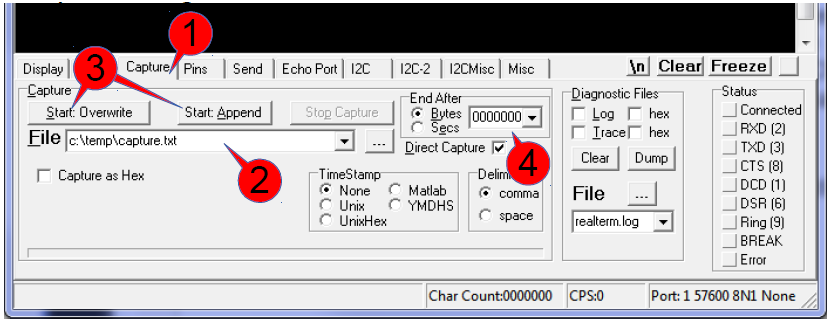 1
Display Capture Pins Send Echo Port I2C I2C-2 I2CMisc Misc \n Clear Freeze
3
Capture
Start: Overwrite Start: Append Stop Capture
End After
Bytes
Secs
0000000
File c:\temp\capture.txt ...
Direct Capture
2
4
Capture as Hex
TimeStamp
None Matlab
Unix YMDHS
UnixHex
comma
space
Diagnostic Files
Log hex
Trace hex
Clear Dump
File ...
realterm.log
Status
Connected
RXD (2)
TXD (3)
CTS (8)
DCD (1)
DSR (6)
Ring (9)
BREAK
Error
Char Count:0000000 CPS:0 Port: 1 57600 8N1 None